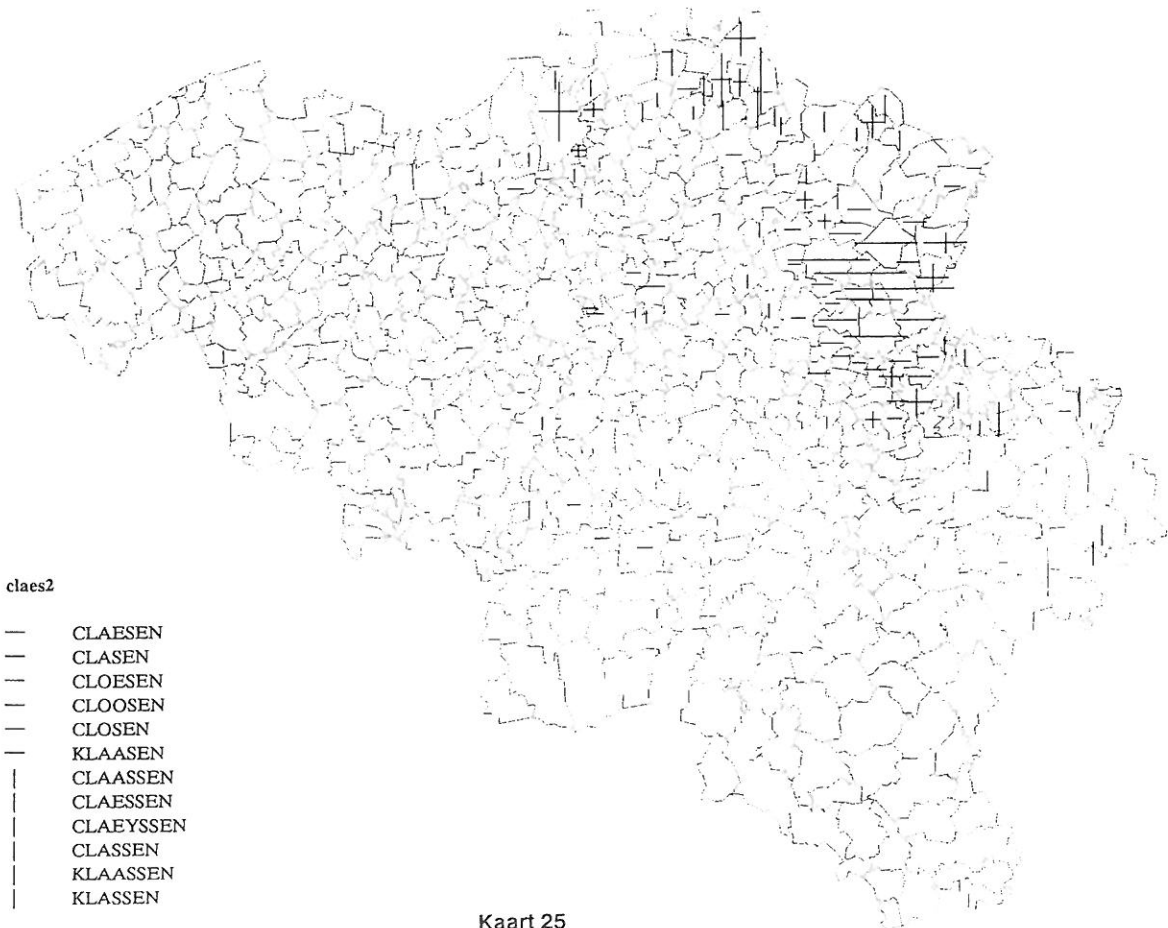 claes2
CLAESEN
CLASEN
CLOESEN
CLOOSEN
CLOSEN
KLAASEN
CLAASSEN
CLAESSEN
CLAEYSSEN
CLASSEN
KLAASSEN
KLASSEN
Kaart 25